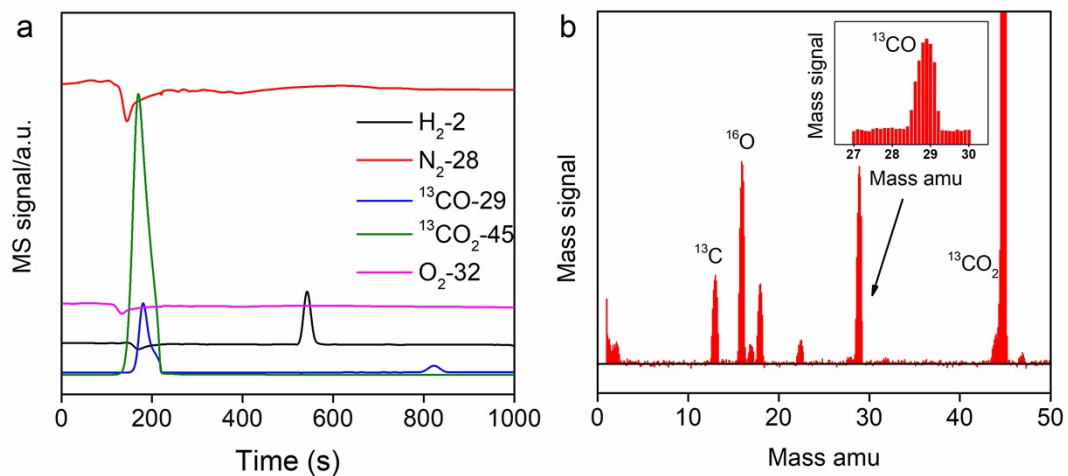 a
MS signal/a.u.
H₂-2
N₂-28
¹³CO-29
¹³CO₂-45
O₂-32
0 200 400 600 800 1000
Time (s)
b
Mass signal
¹³C
¹⁶O
¹³CO₂
0 10 20 30 40 50
Mass amu
Mass signal
¹³CO
27 28 29 30
Mass amu